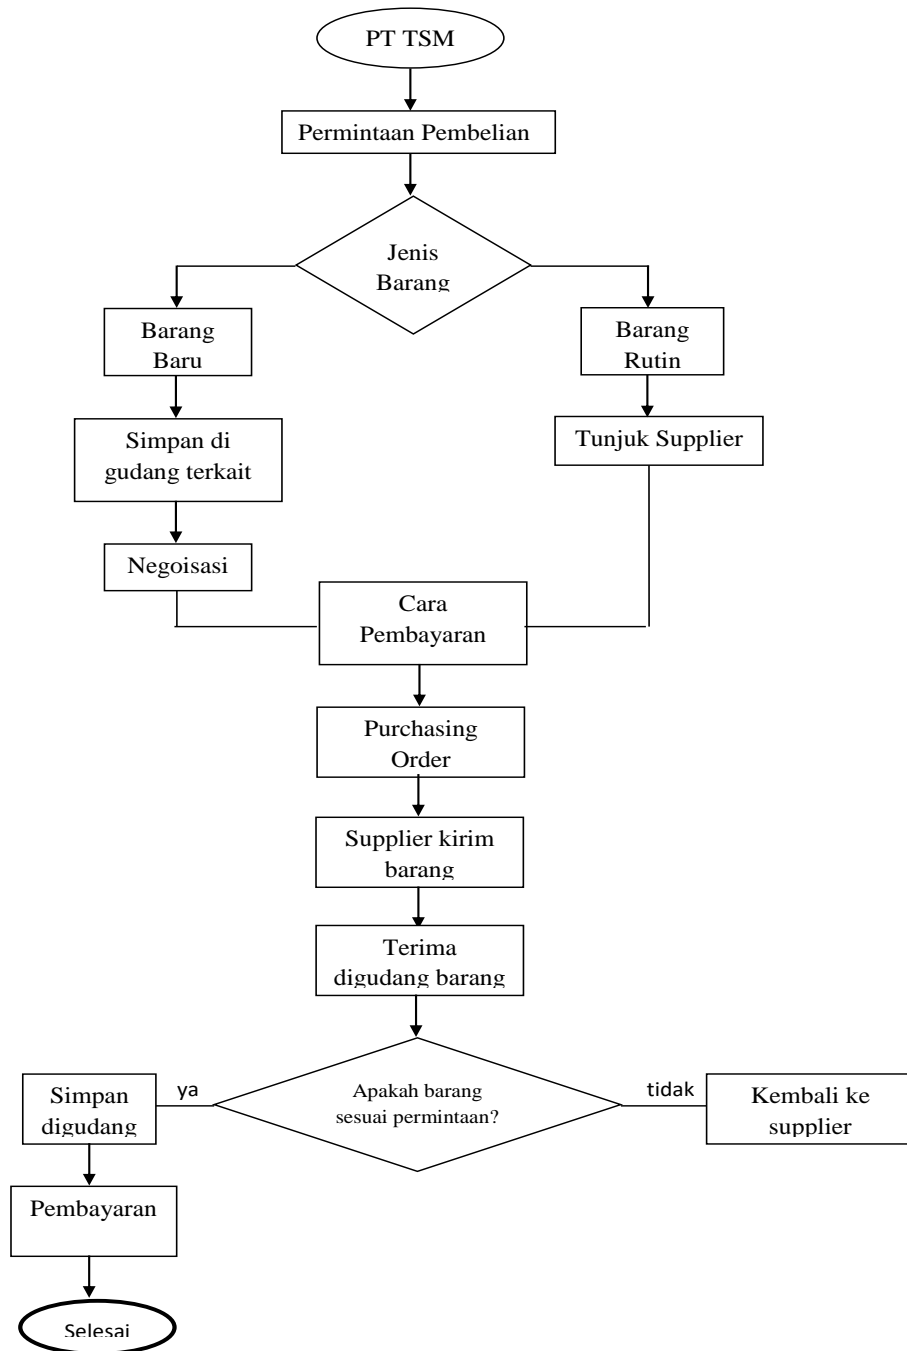 PT TSM
Permintaan Pembelian
Jenis
Barang
Barang
Baru
Barang
Rutin
Simpan di
gudang terkait
Tunjuk Supplier
Negoisasi
Cara
Pembayaran
Purchasing
Order
Supplier kirim
barang
Terima
digudang barang
Apakah barang
sesuai permintaan?
ya
tidak
Simpan
digudang
Kembali ke
supplier
Pembayaran
Selesai